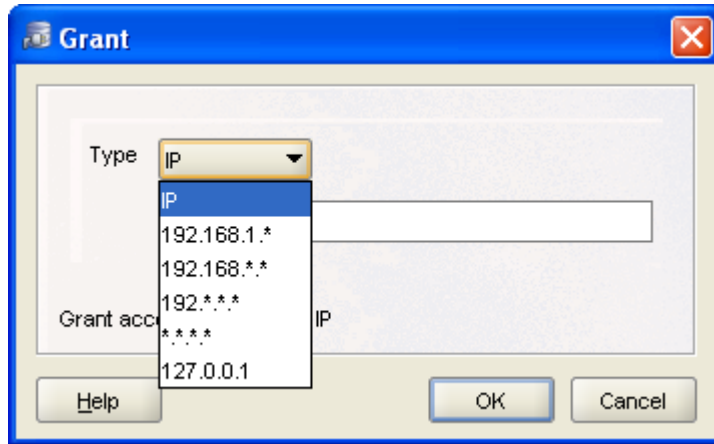 Grant
Type IP
IP
192.168.1.*
192.168.*.*
192.*.*.*
Grant acc IP
*.*.*.*
127.0.0.1
Help OK Cancel